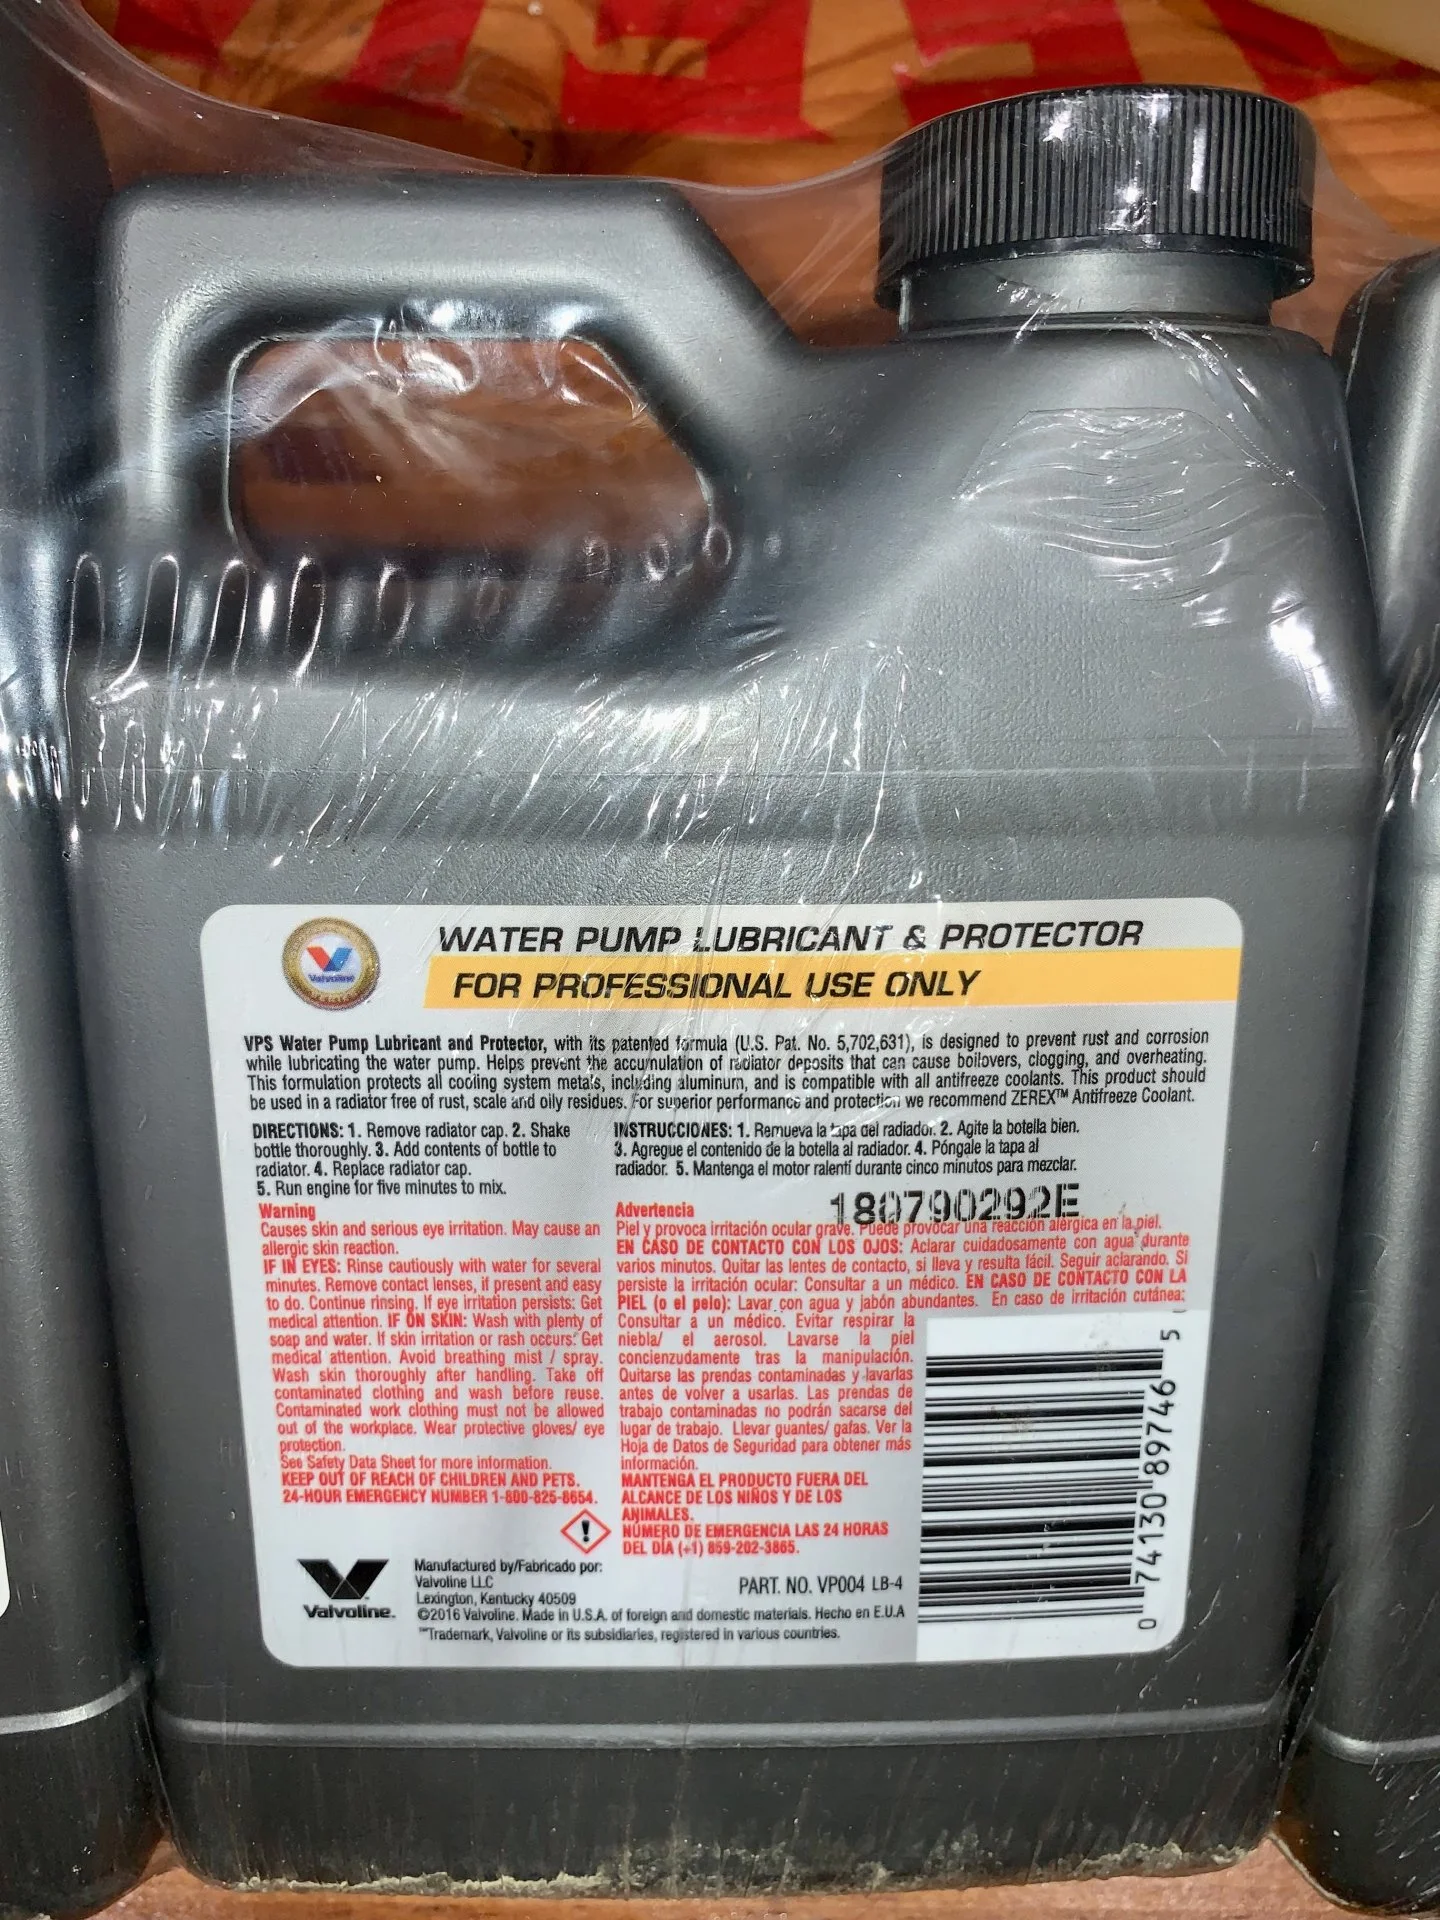 Valvoline
WATER PUMP LUBRICANT & PROTECTOR
FOR PROFESSIONAL USE ONLY
VPS Water Pump Lubricant and Protector, with its patented formula (U.S. Pat. No. 5,702,631), is designed to prevent rust and corrosion
while lubricating the water pump. Helps prevent the accumulation of radiator deposits that can cause boilovers, clogging, and overheating.
This formulation protects all cooling system metals, including aluminum, and is compatible with all antifreeze coolants. This product should
be used in a radiator free of rust, scale and oily residues. For superior performance and protection we recommend ZEREX™ Antifreeze Coolant.
DIRECTIONS: 1. Remove radiator cap. 2. Shake
bottle thoroughly. 3. Add contents of bottle to
radiator. 4. Replace radiator cap.
5. Run engine for five minutes to mix.
Warning
Causes skin and serious eye irritation. May cause an
allergic skin reaction.
IF IN EYES: Rinse cautiously with water for several
minutes. Remove contact lenses, if present and easy
to do. Continue rinsing. If eye irritation persists: Get
medical attention. IF ON SKIN: Wash with plenty of
soap and water. If skin irritation or rash occurs: Get
medical attention. Avoid breathing mist / spray.
Wash skin thoroughly after handling. Take off
contaminated clothing and wash before reuse.
Contaminated work clothing must not be allowed
out of the workplace. Wear protective gloves/ eye
protection.
See Safety Data Sheet for more information.
KEEP OUT OF REACH OF CHILDREN AND PETS.
24-HOUR EMERGENCY NUMBER 1-800-825-8654.
INSTRUCCIONES: 1. Remueva la tapa del radiador. 2. Agite la botella bien.
3. Agregue el contenido de la botella al radiador. 4. Póngale la tapa al
radiador. 5. Mantenga el motor ralentí durante cinco minutos para mezclar.
180790292E
Advertencia
Piel y provoca irritación ocular grave. Puede provocar una reacción alérgica en la piel.
EN CASO DE CONTACTO CON LOS OJOS: Aclarar cuidadosamente con agua durante
varios minutos. Quitar las lentes de contacto, si lleva y resulta fácil. Seguir aclarando. Si
persiste la irritación ocular: Consultar a un médico. EN CASO DE CONTACTO CON LA
PIEL (o el pelo): Lavar con agua y jabón abundantes. En caso de irritación cutánea:
Consultar a un médico. Evitar respirar la
niebla/ el aerosol. Lavarse la piel
concienzudamente tras la manipulación.
Quitarse las prendas contaminadas y lavarlas
antes de volver a usarlas. Las prendas de
trabajo contaminadas no podrán sacarse del
lugar de trabajo. Llevar guantes/ gafas. Ver la
Hoja de Datos de Seguridad para obtener más
información.
MANTENGA EL PRODUCTO FUERA DEL
ALCANCE DE LOS NIÑOS Y DE LOS
ANIMALES.
NÚMERO DE EMERGENCIA LAS 24 HORAS
DEL DÍA (+1) 859-202-3865.
0 74130 89746 5
Valvoline™
Manufactured by/Fabricado por:
Valvoline LLC
Lexington, Kentucky 40509
PART. NO. VP004 LB-4
©2016 Valvoline. Made in U.S.A. of foreign and domestic materials. Hecho en E.U.A
™Trademark, Valvoline or its subsidiaries, registered in various countries.